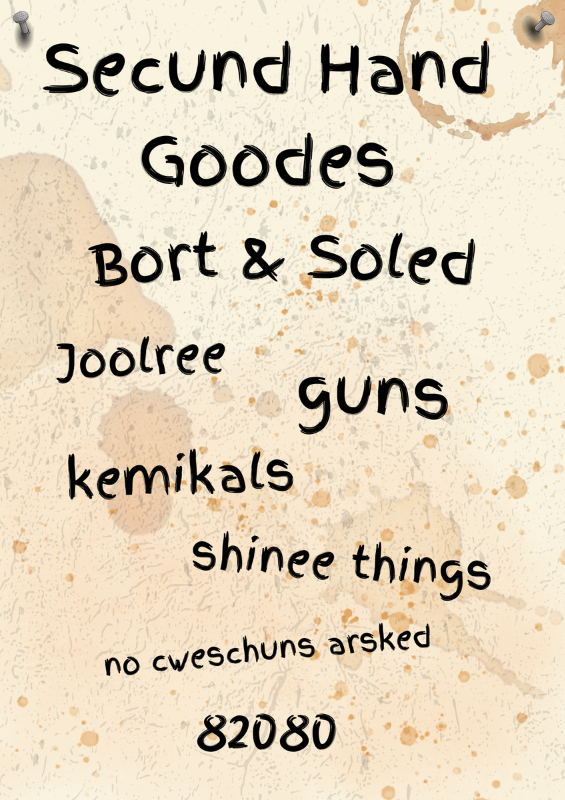 Secund Hand
Goodes
Bort & Soled
Joolree
guns
kemikals
shinee things
no cweschuns arsked
82080